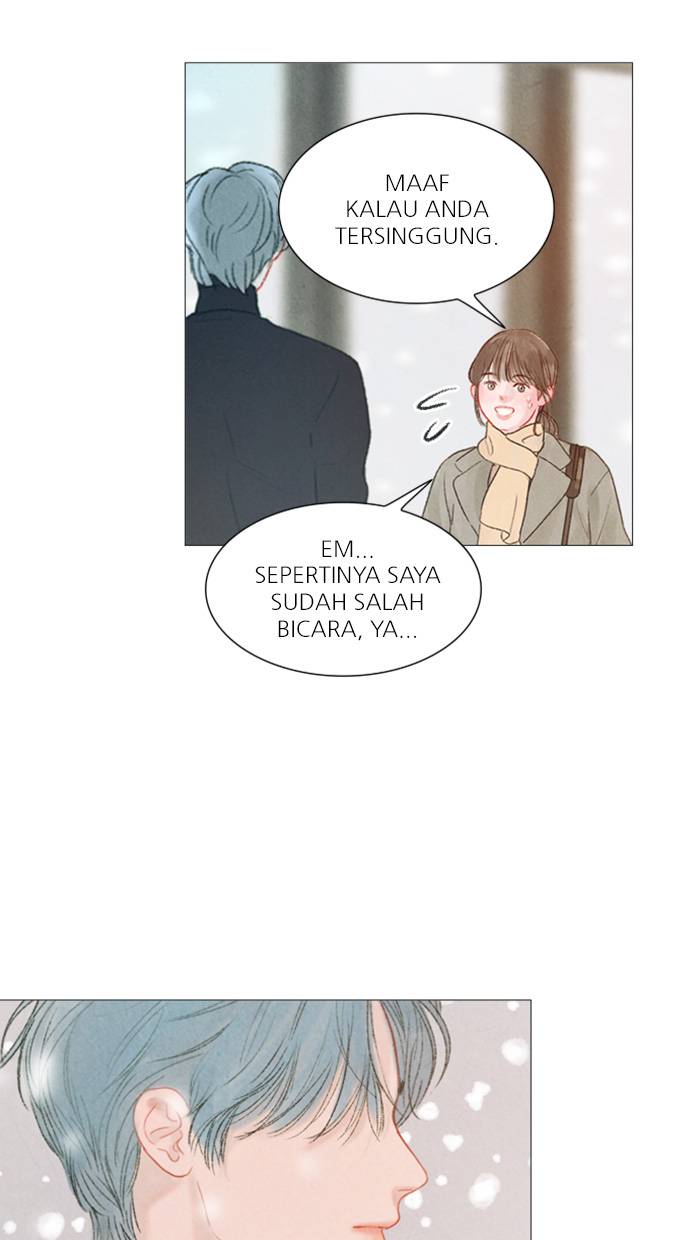 MAAF
KALAU ANDA
TERSINGGUNG.
EM...
SEPERTINYA SAYA
SUDAH SALAH
BICARA, YA...